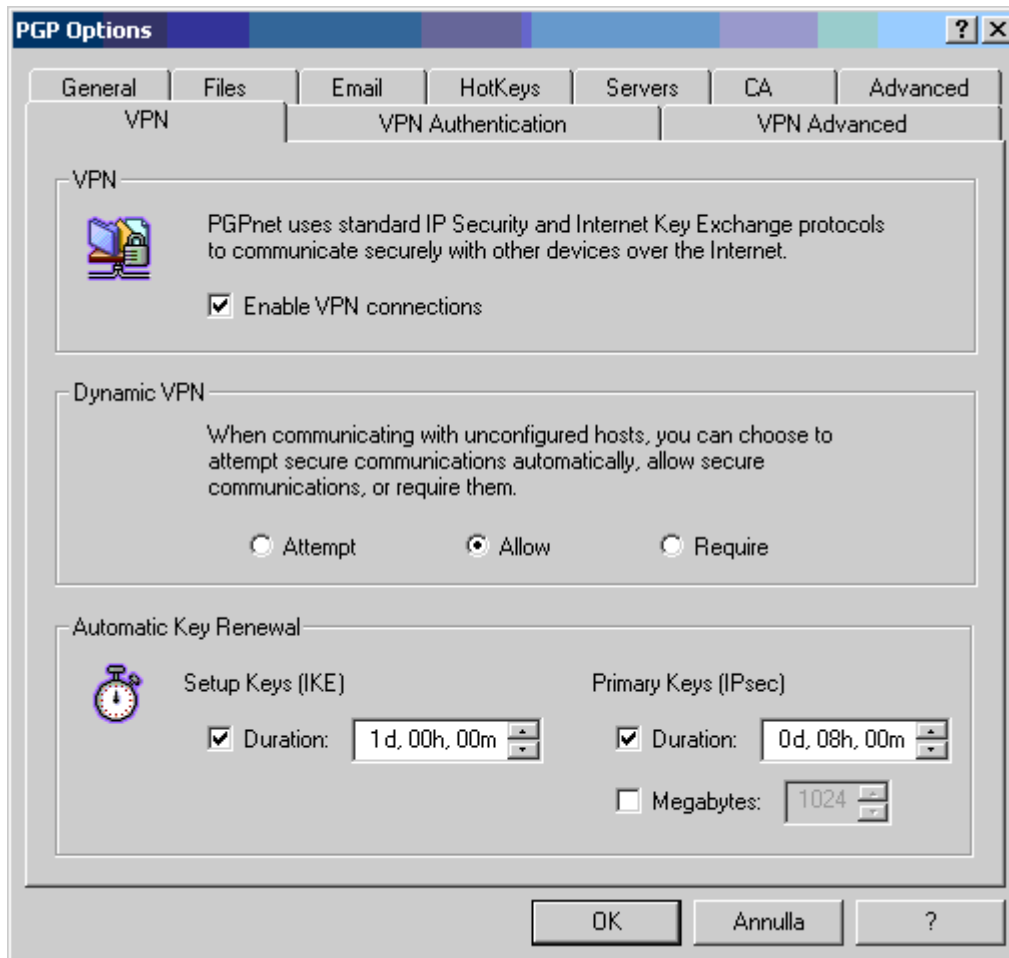 PGP Options
General Files Email HotKeys Servers CA Advanced
VPN VPN Authentication VPN Advanced
VPN
PGPnet uses standard IP Security and Internet Key Exchange protocols
to communicate securely with other devices over the Internet.
Enable VPN connections
Dynamic VPN
When communicating with unconfigured hosts, you can choose to
attempt secure communications automatically, allow secure
communications, or require them.
Attempt Allow Require
Automatic Key Renewal
Setup Keys (IKE) Primary Keys (IPsec)
Duration: 1d, 00h, 00m Duration: 0d, 08h, 00m
Megabytes: 1024
OK Annulla ?